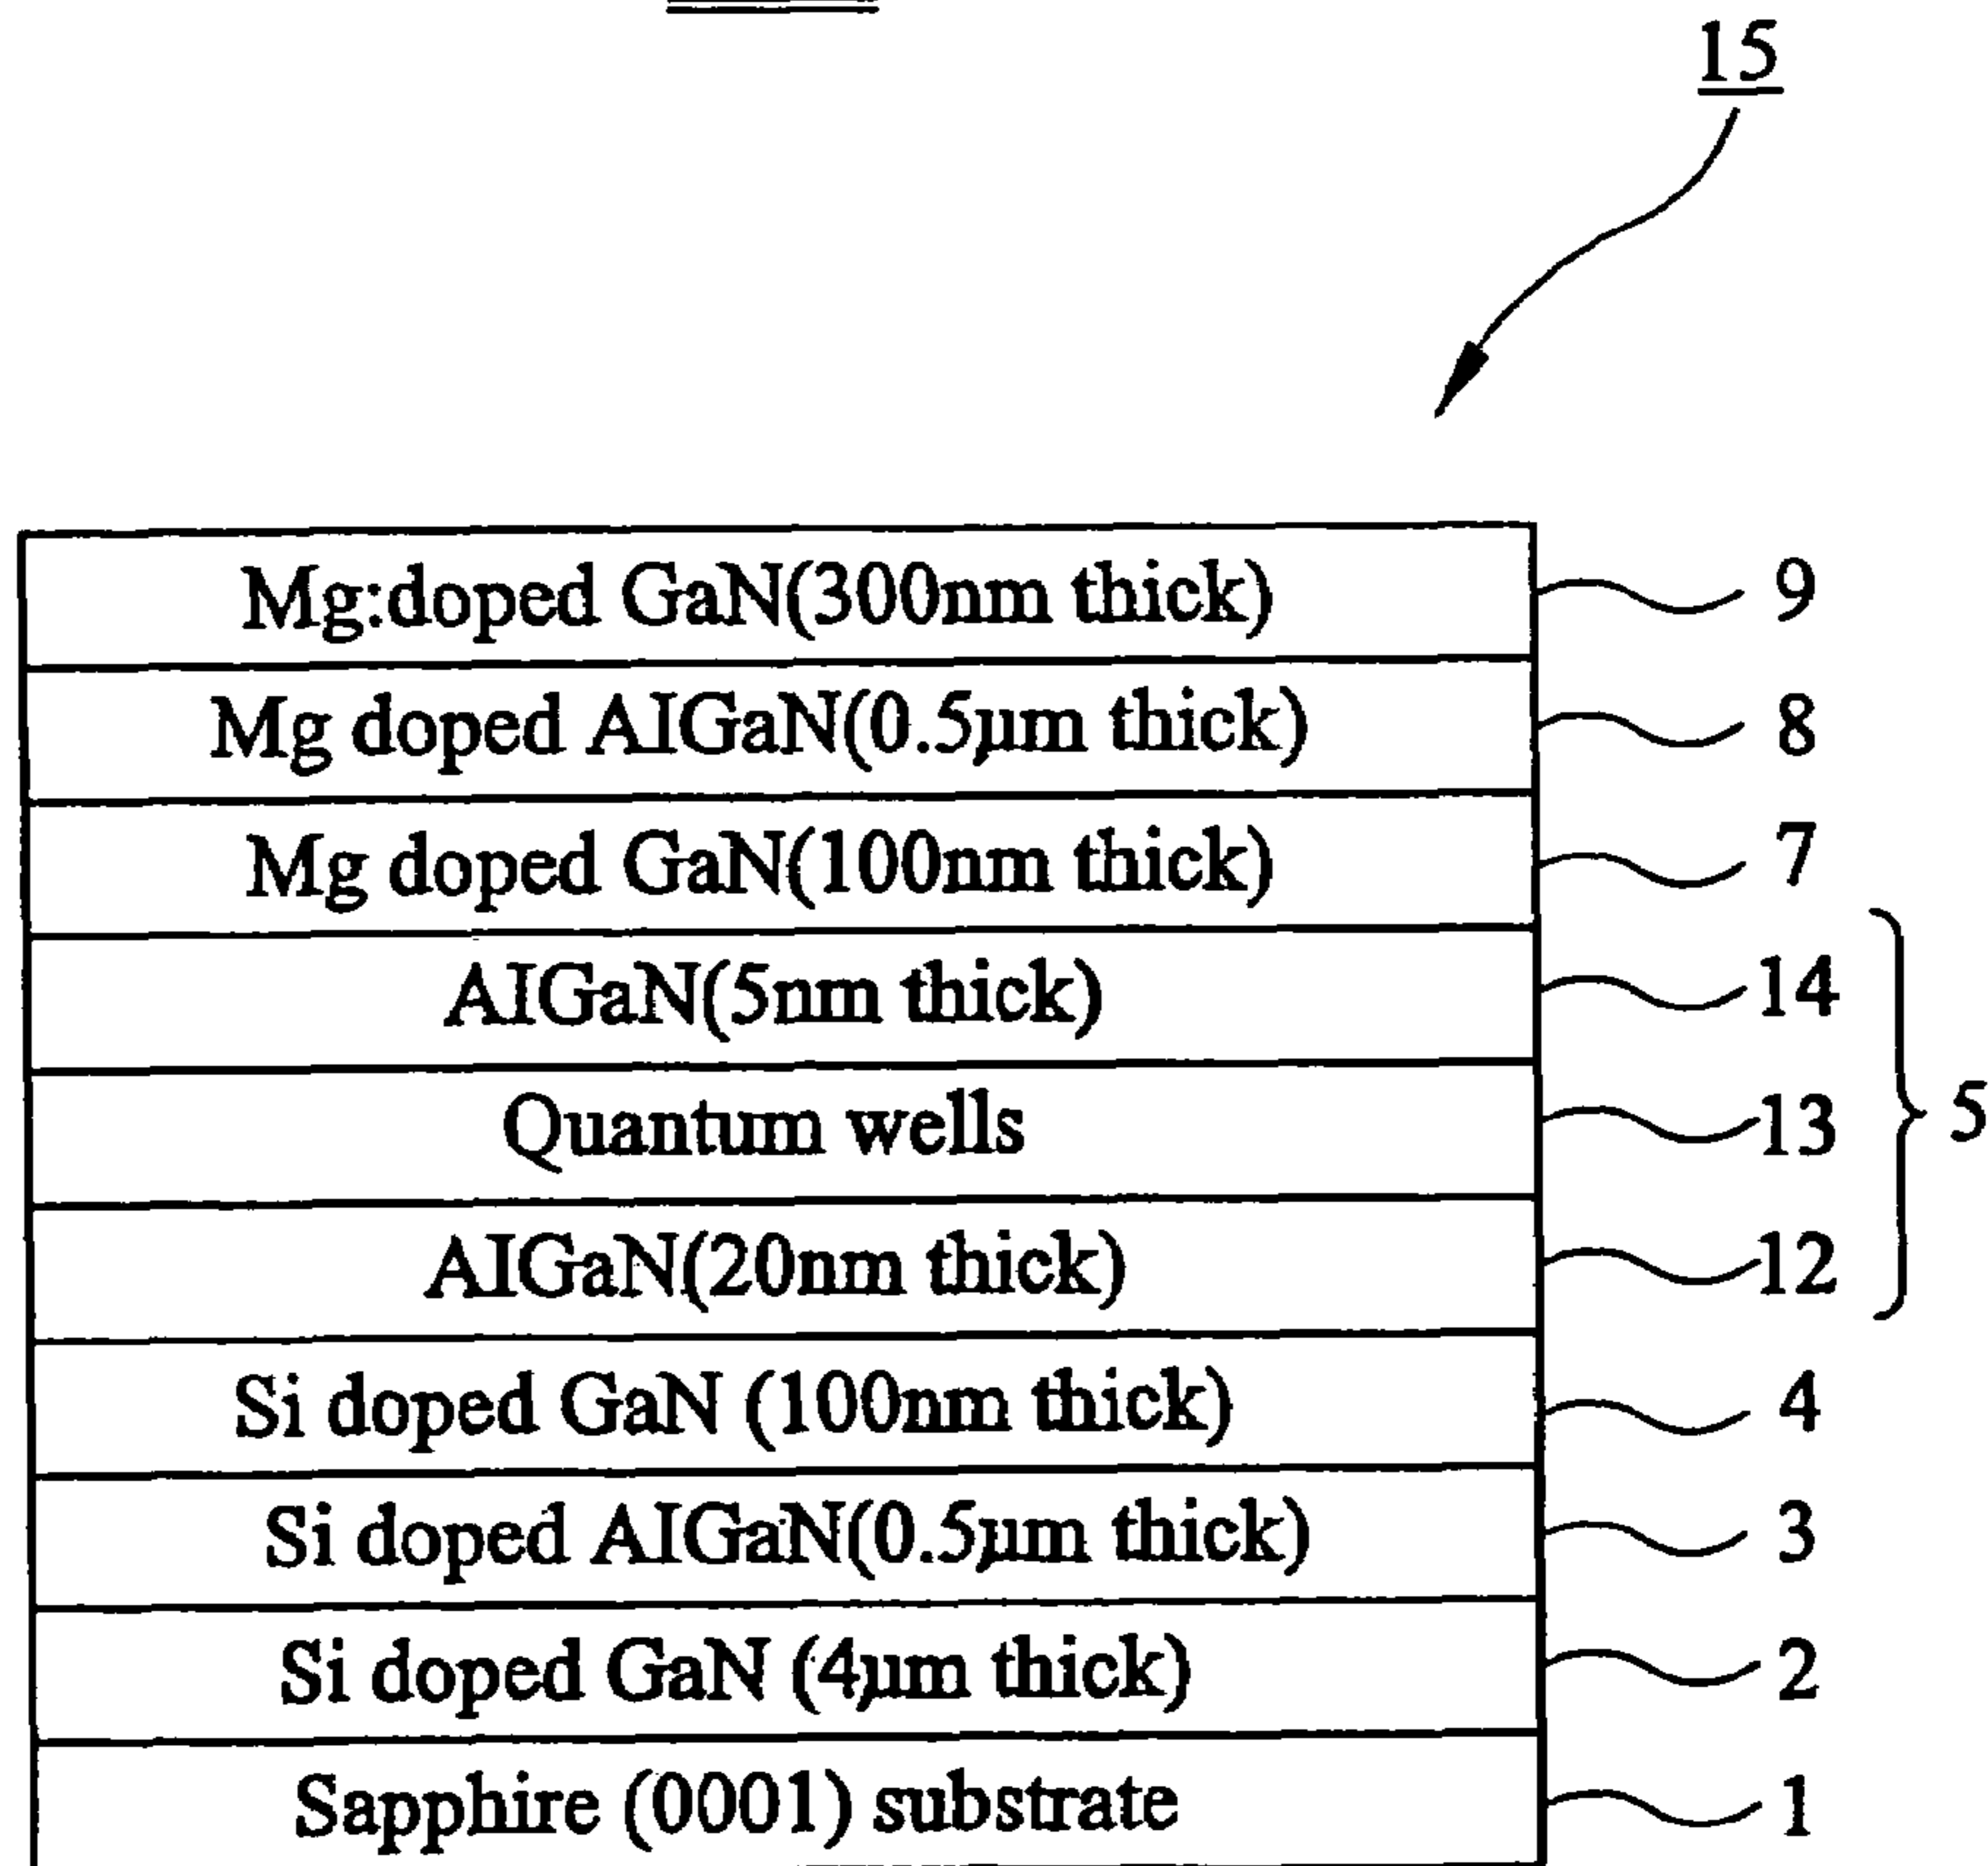 15
Mg:doped GaN(300nm thick) 9
Mg doped AlGaN(0.5μm thick) 8
Mg doped GaN(100nm thick) 7
AlGaN(5nm thick) 14
Quantum wells 13
5
AlGaN(20nm thick) 12
Si doped GaN (100nm thick) 4
Si doped AlGaN(0.5μm thick) 3
Si doped GaN (4μm thick) 2
Sapphire (0001) substrate 1